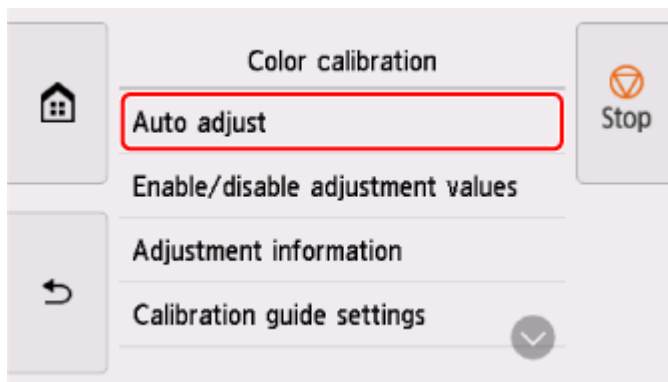 Color calibration
Auto adjust
Stop
Enable/disable adjustment values
Adjustment information
Calibration guide settings